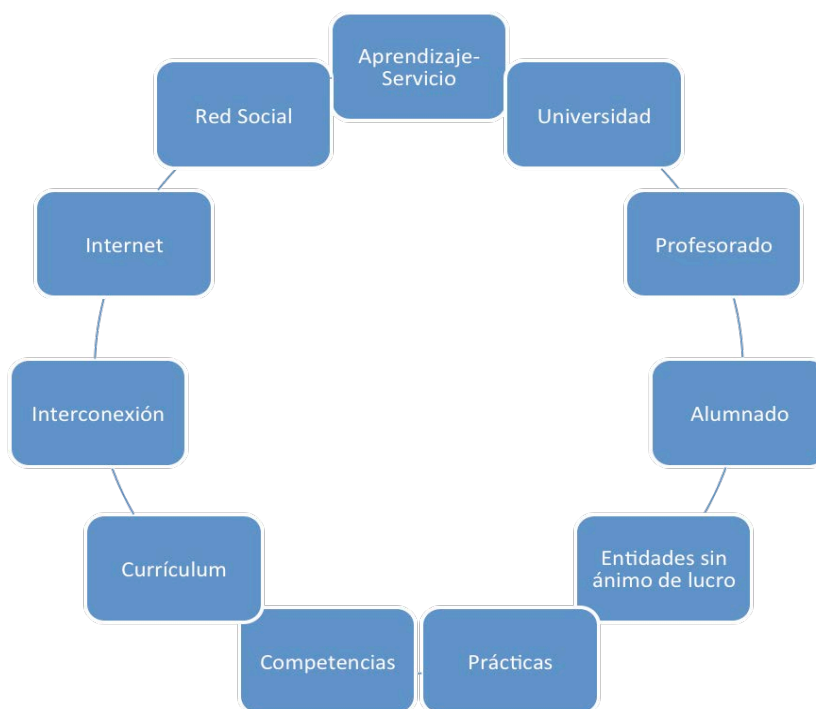 Aprendizaje-
Servicio
Universidad
Profesorado
Alumnado
Entidades sin
ánimo de lucro
Prácticas
Competencias
Currículum
Interconexión
Internet
Red Social